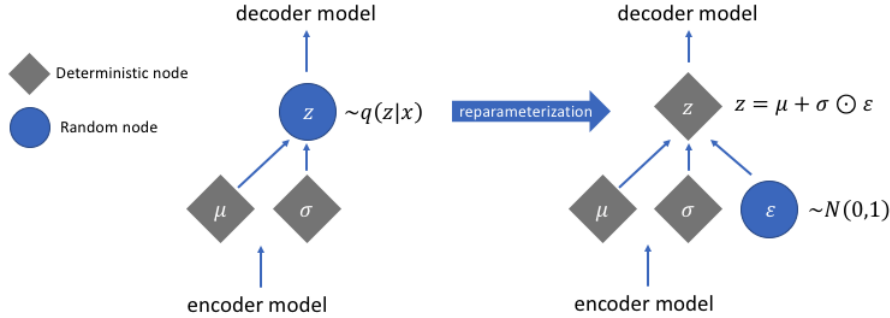 decoder model
decoder model
Deterministic node
Random node
z
~q(z|x)
reparameterization
z
z = μ + σ ⊙ ε
μ
σ
μ
σ
ε
~N(0,1)
encoder model
encoder model